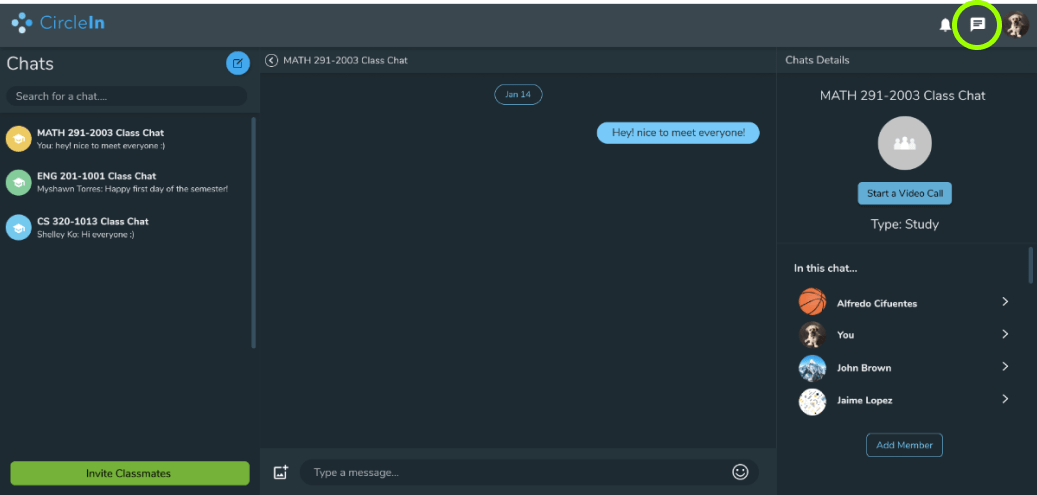 CircleIn
Chats
Search for a chat....
MATH 291-2003 Class Chat
You: hey! nice to meet everyone :)
ENG 201-1001 Class Chat
Myshawn Torres: Happy first day of the semester!
CS 320-1013 Class Chat
Shelley Ko: Hi everyone :)
Invite Classmates
MATH 291-2003 Class Chat
Jan 14
Hey! nice to meet everyone!
Type a message...
Chats Details
MATH 291-2003 Class Chat
Start a Video Call
Type: Study
In this chat...
Alfredo Cifuentes
You
John Brown
Jaime Lopez
Add Member